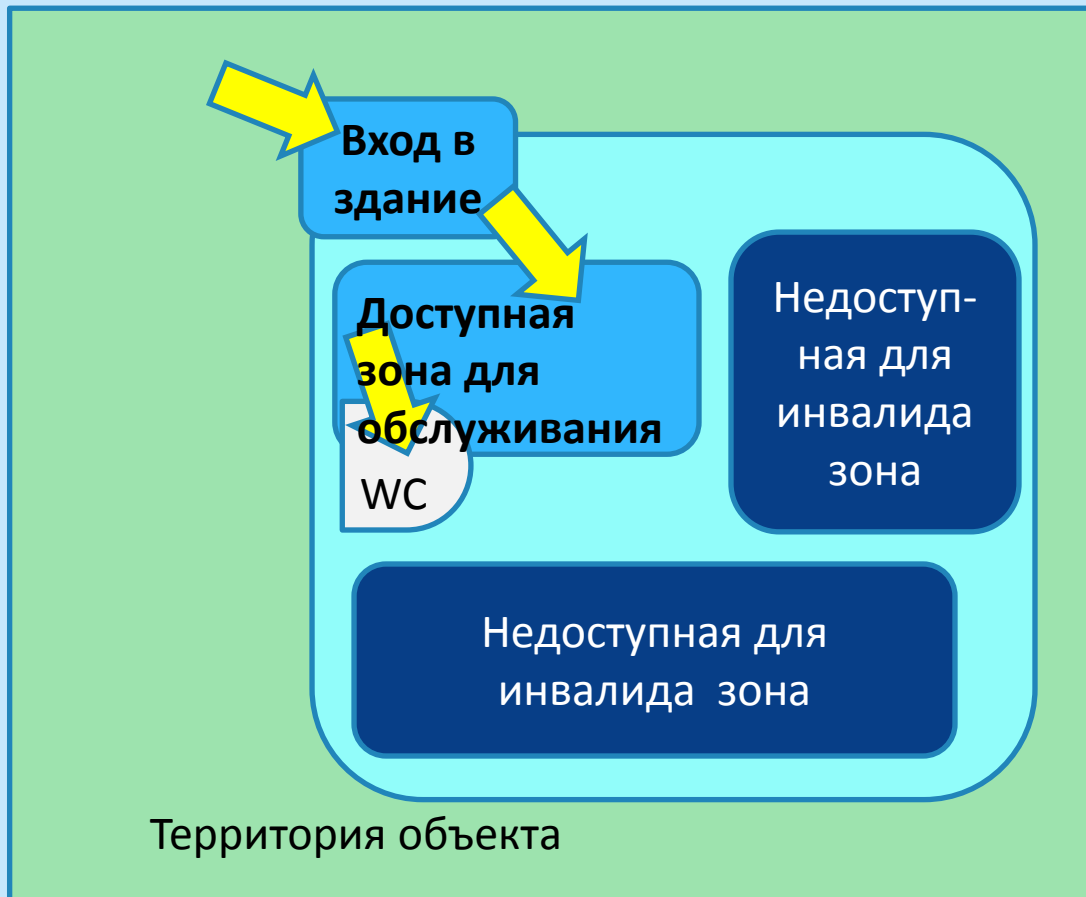 Вход в
здание
Доступная
зона для
обслуживания
WC
Недоступ-
ная для
инвалида
зона
Недоступная для
инвалида зона
Территория объекта